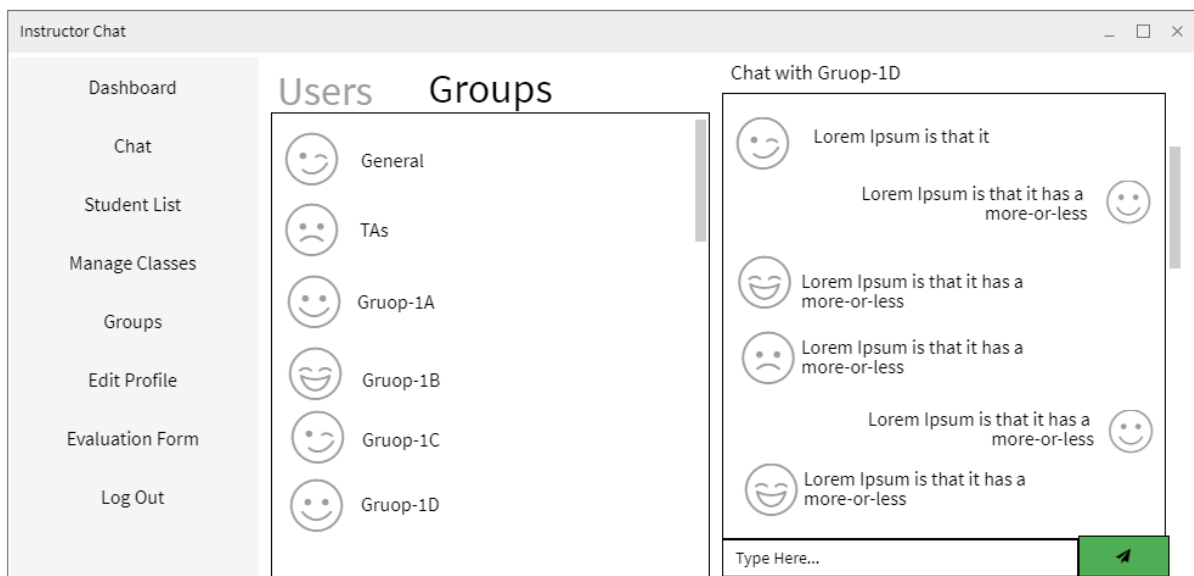 Instructor Chat
Dashboard
Chat
Student List
Manage Classes
Groups
Edit Profile
Evaluation Form
Log Out
Users
Groups
General
TAs
Gruop-1A
Gruop-1B
Gruop-1C
Gruop-1D
Chat with Gruop-1D
Lorem Ipsum is that it
Lorem Ipsum is that it has a
more-or-less
Lorem Ipsum is that it has a
more-or-less
Lorem Ipsum is that it has a
more-or-less
Lorem Ipsum is that it has a
more-or-less
Lorem Ipsum is that it has a
more-or-less
Type Here...